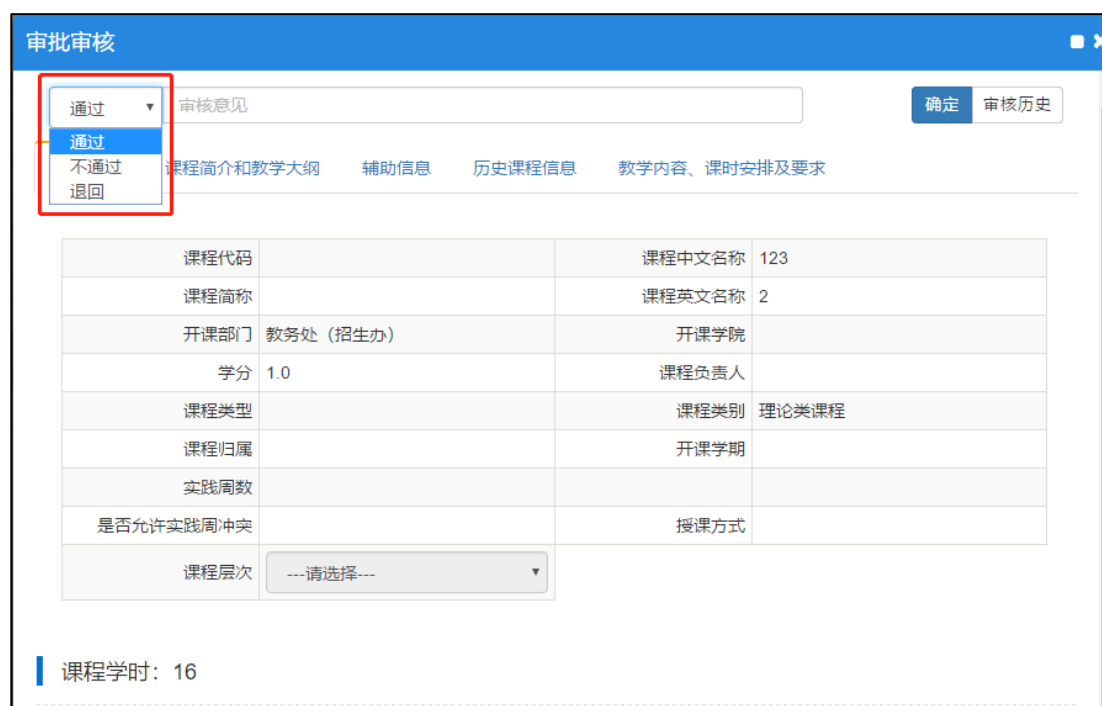 审批审核
通过 审核意见 确定 审核历史
通过
不通过
退回
课程简介和教学大纲 辅助信息 历史课程信息 教学内容、课时安排及要求
课程代码 课程中文名称 123
课程简称 课程英文名称 2
开课部门 教务处（招生办） 开课学院
学分 1.0 课程负责人
课程类型 课程类别 理论类课程
课程归属 开课学期
实践周数
是否允许实践周冲突 授课方式
课程层次 ---请选择---
课程学时：16